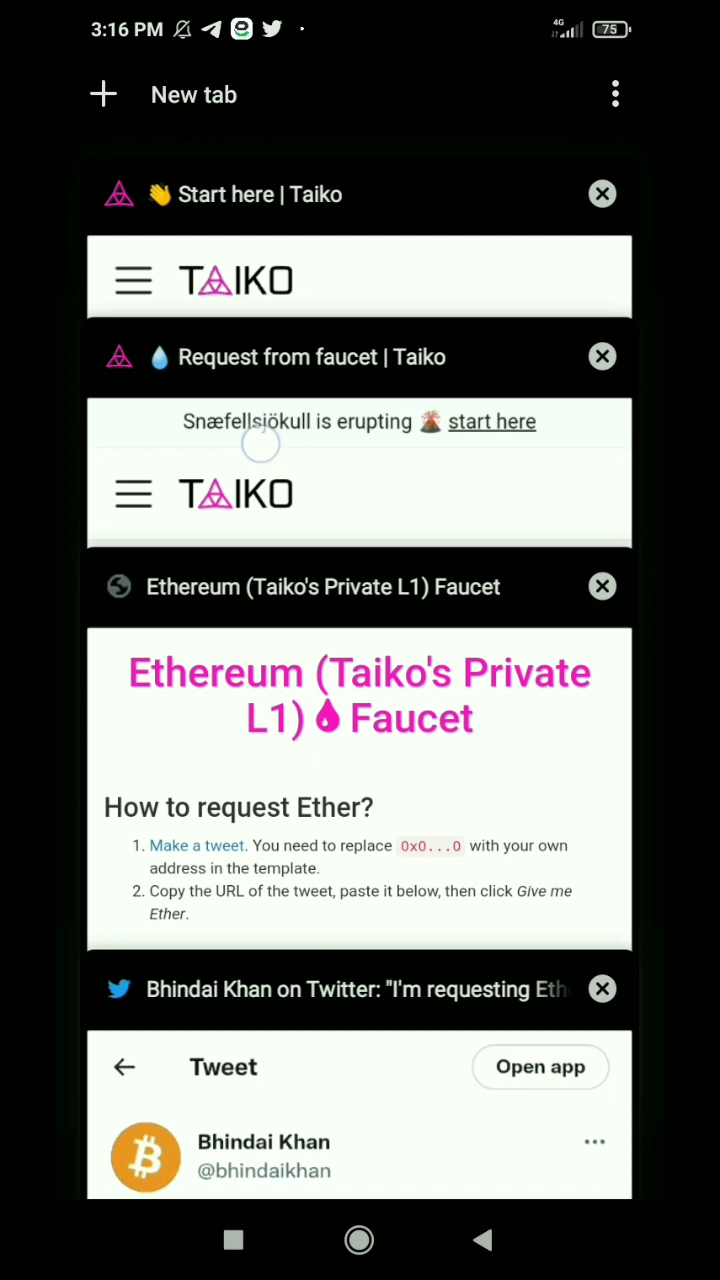 3:16 PM 4G 75
New tab
👋 Start here | Taiko
TAIKO
💧 Request from faucet | Taiko
Snæfellsjökull is erupting 🌋 start here
TAIKO
Ethereum (Taiko's Private L1) Faucet
Ethereum (Taiko's Private
L1)💧Faucet
How to request Ether?
1. Make a tweet. You need to replace 0x0...0 with your own
address in the template.
2. Copy the URL of the tweet, paste it below, then click Give me
Ether.
Bhindai Khan on Twitter: "I'm requesting Eth
Tweet
Open app
Bhindai Khan
@bhindaikhan